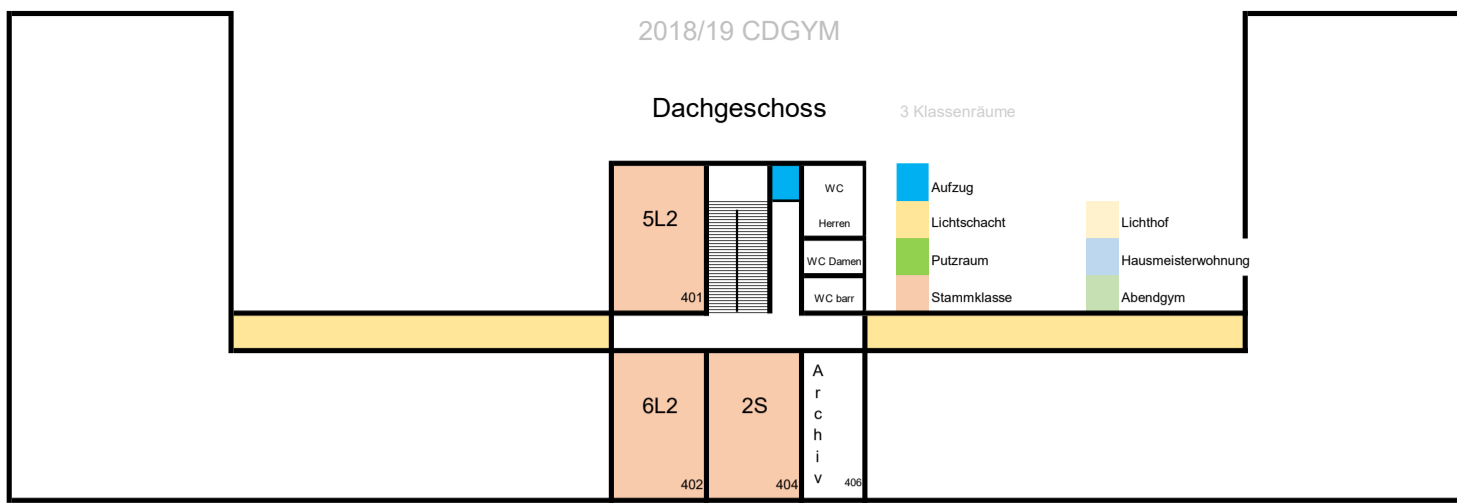 2018/19 CDGYM
Dachgeschoss
3 Klassenräume
5L2
401
WC
Herren
WC Damen
WC barr
Aufzug
Lichtschacht
Lichthof
Putzraum
Hausmeisterwohnung
Stammklasse
Abendgym
6L2
402
2S
404
Archiv
406